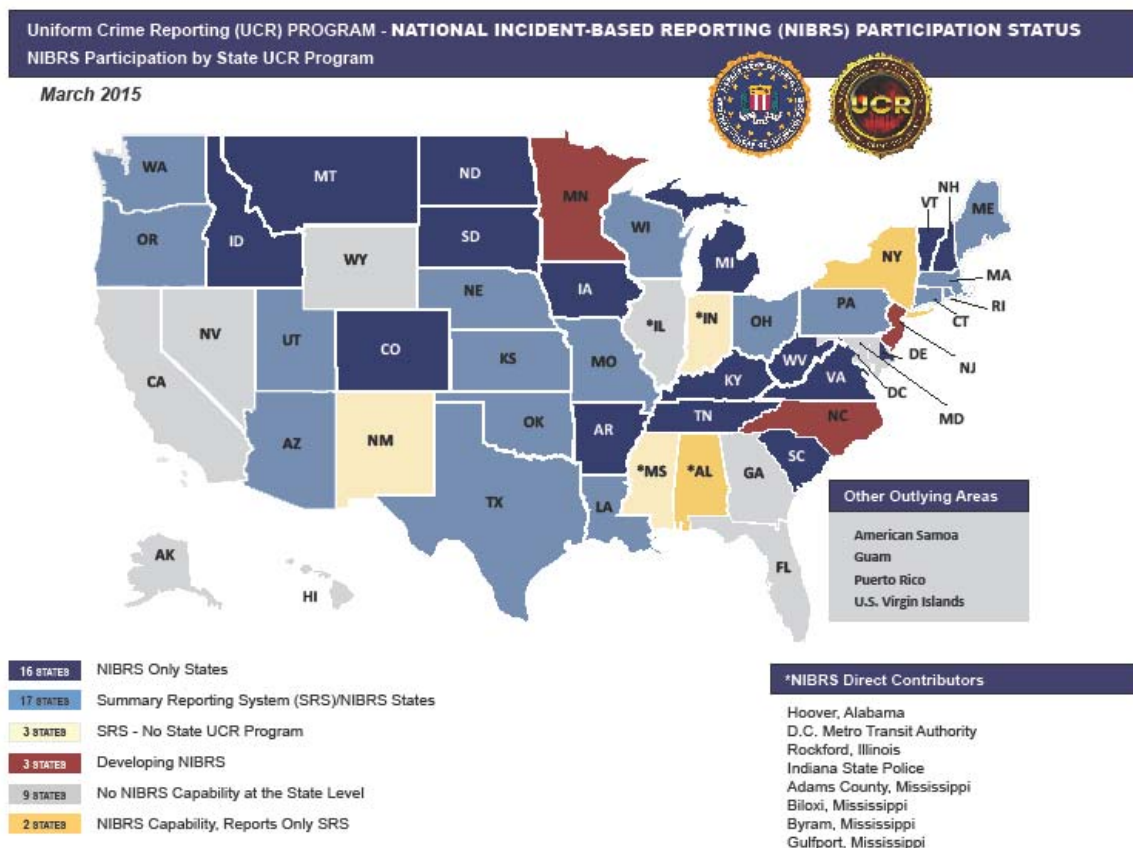 Uniform Crime Reporting (UCR) PROGRAM - NATIONAL INCIDENT-BASED REPORTING (NIBRS) PARTICIPATION STATUS
NIBRS Participation by State UCR Program
March 2015
UCR
WA
MT
ND
MN
VT
NH
ME
OR
ID
SD
WI
MI
NY
WY
MA
RI
CT
NE
IA
PA
NV
UT
*IL
*IN
OH
NJ
DE
CO
KS
MO
WV
VA
DC
MD
CA
KY
AZ
NM
OK
AR
TN
NC
SC
TX
LA
*MS
*AL
GA
AK
HI
FL
Other Outlying Areas
American Samoa
Guam
Puerto Rico
U.S. Virgin Islands
16 STATES NIBRS Only States
17 STATES Summary Reporting System (SRS)/NIBRS States
3 STATES SRS - No State UCR Program
3 STATES Developing NIBRS
9 STATES No NIBRS Capability at the State Level
2 STATES NIBRS Capability, Reports Only SRS
*NIBRS Direct Contributors
Hoover, Alabama
D.C. Metro Transit Authority
Rockford, Illinois
Indiana State Police
Adams County, Mississippi
Biloxi, Mississippi
Byram, Mississippi
Gulfport, Mississippi